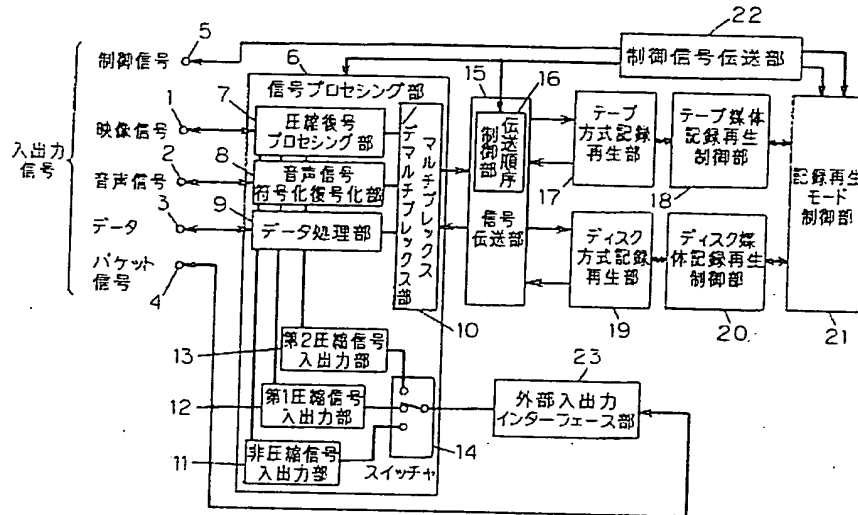 22
5
制御信号伝送部
制御信号
6
信号プロセシング部
15
16
7
1
映像信号
圧縮復号
プロセシング部
8
入出力
信号
2
音声信号
音声信号
符号化復号化部
9
3
データ
データ処理部
パケット
信号
4
マルチプレックス
/デマルチプレックス部
10
伝送順序
制御部
信号
伝送部
テープ
方式記録
再生部
17
テープ媒体
記録再生
制御部
18
記録再生
モード
制御部
21
ディスク
方式記録
再生部
19
ディスク媒
体記録再生
制御部
20
13
第2圧縮信号
入出力部
12
第1圧縮信号
入出力部
11
非圧縮信号
入出力部
スイッチャ
14
23
外部入出力
インターフェース部